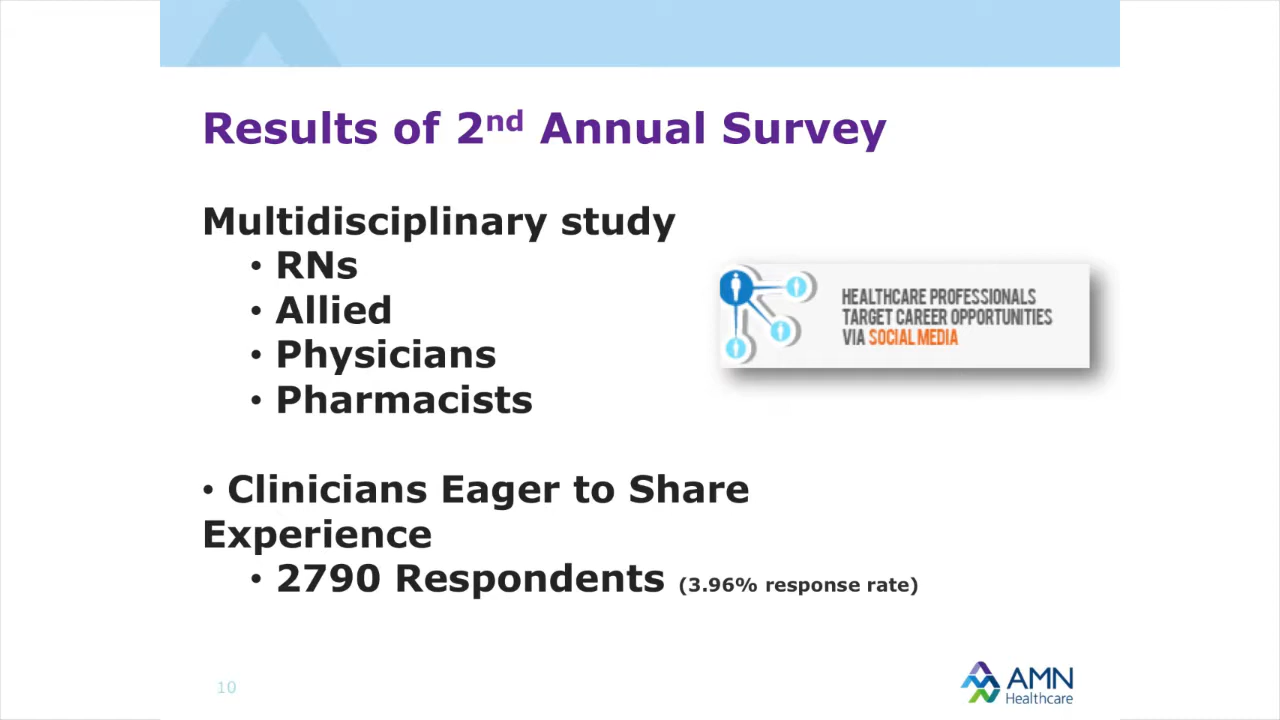 Results of 2nd Annual Survey
Multidisciplinary study
• RNs
• Allied
• Physicians
• Pharmacists
HEALTHCARE PROFESSIONALS
TARGET CAREER OPPORTUNITIES
VIA SOCIAL MEDIA
• Clinicians Eager to Share
Experience
• 2790 Respondents (3.96% response rate)
10
AMN
Healthcare